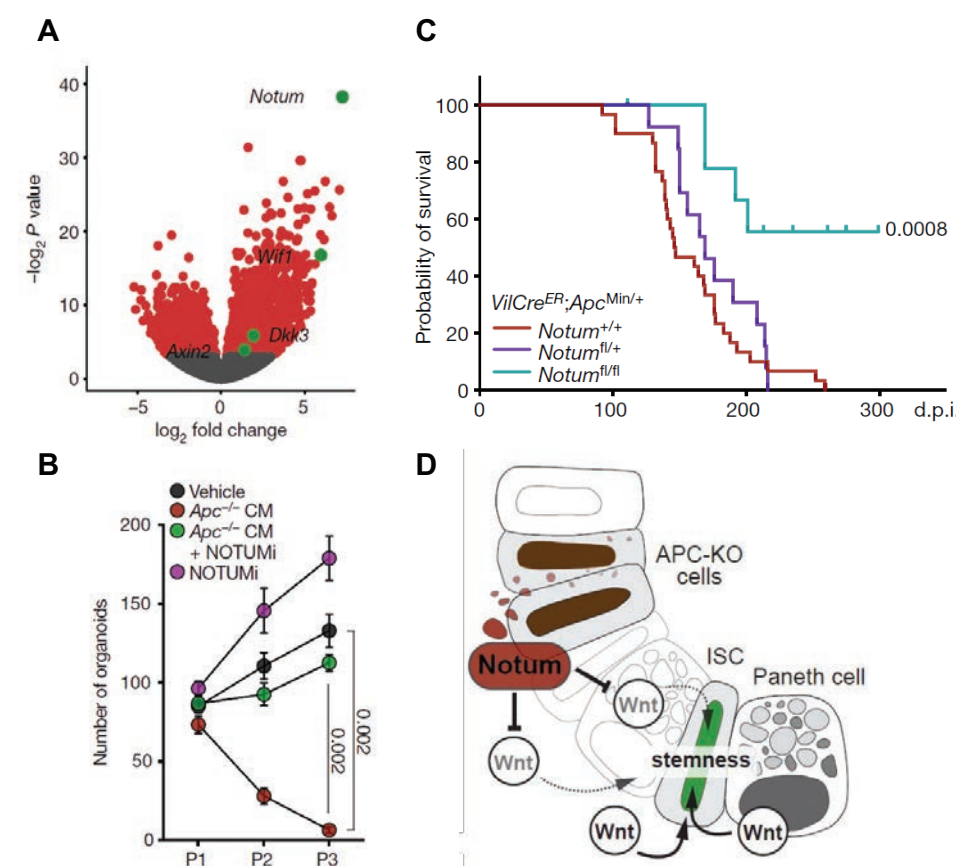 A
40
30
20
10
0
−log2 P value
Notum
Wif1
Dkk3
Axin2
−5
0
5
log2 fold change
C
100
80
60
40
20
0
Probability of survival
0.0008
VilCreER;ApcMin/+
Notum+/+
Notumfl/+
Notumfl/fl
0
100
200
300
d.p.i.
B
Vehicle
Apc−/− CM
Apc−/− CM
+ NOTUMi
NOTUMi
200
150
100
50
0
Number of organoids
0.002
0.002
P1
P2
P3
D
APC-KO
cells
Notum
ISC
Paneth cell
Wnt
Wnt
stemness
Wnt
Wnt